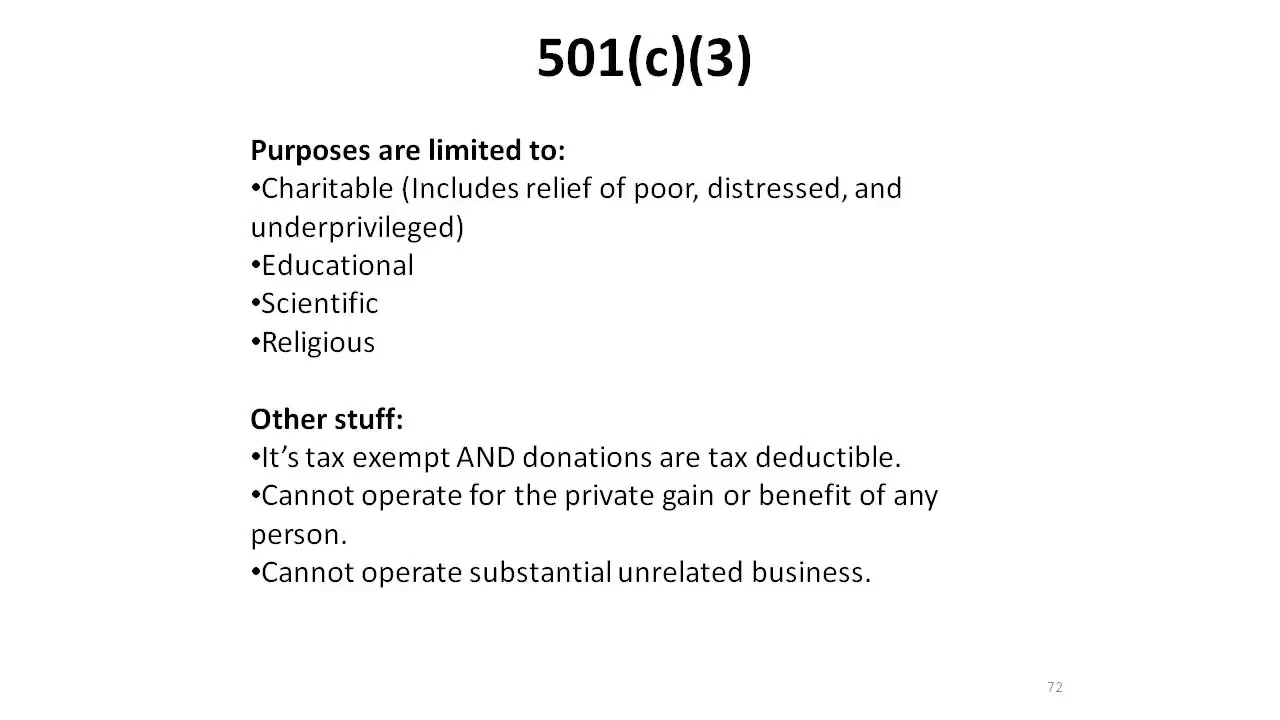 501(c)(3)
Purposes are limited to:
•Charitable (Includes relief of poor, distressed, and
underprivileged)
•Educational
•Scientific
•Religious
Other stuff:
•It’s tax exempt AND donations are tax deductible.
•Cannot operate for the private gain or benefit of any
person.
•Cannot operate substantial unrelated business.
72